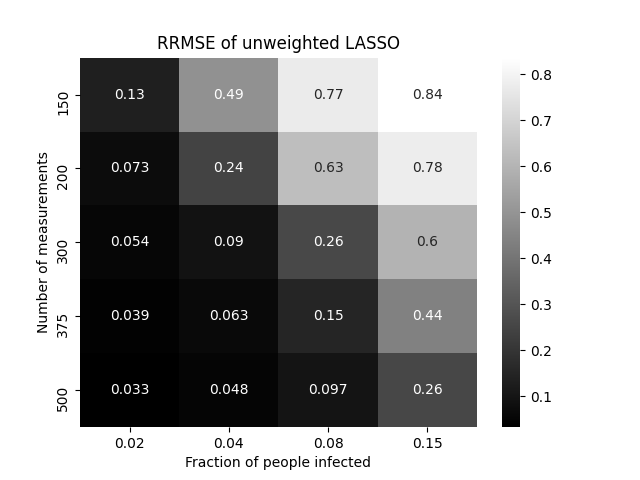 RRMSE of unweighted LASSO
Number of measurements
150 0.13 0.49 0.77 0.84
200 0.073 0.24 0.63 0.78
300 0.054 0.09 0.26 0.6
375 0.039 0.063 0.15 0.44
500 0.033 0.048 0.097 0.26
0.02 0.04 0.08 0.15
Fraction of people infected
0.8
0.7
0.6
0.5
0.4
0.3
0.2
0.1